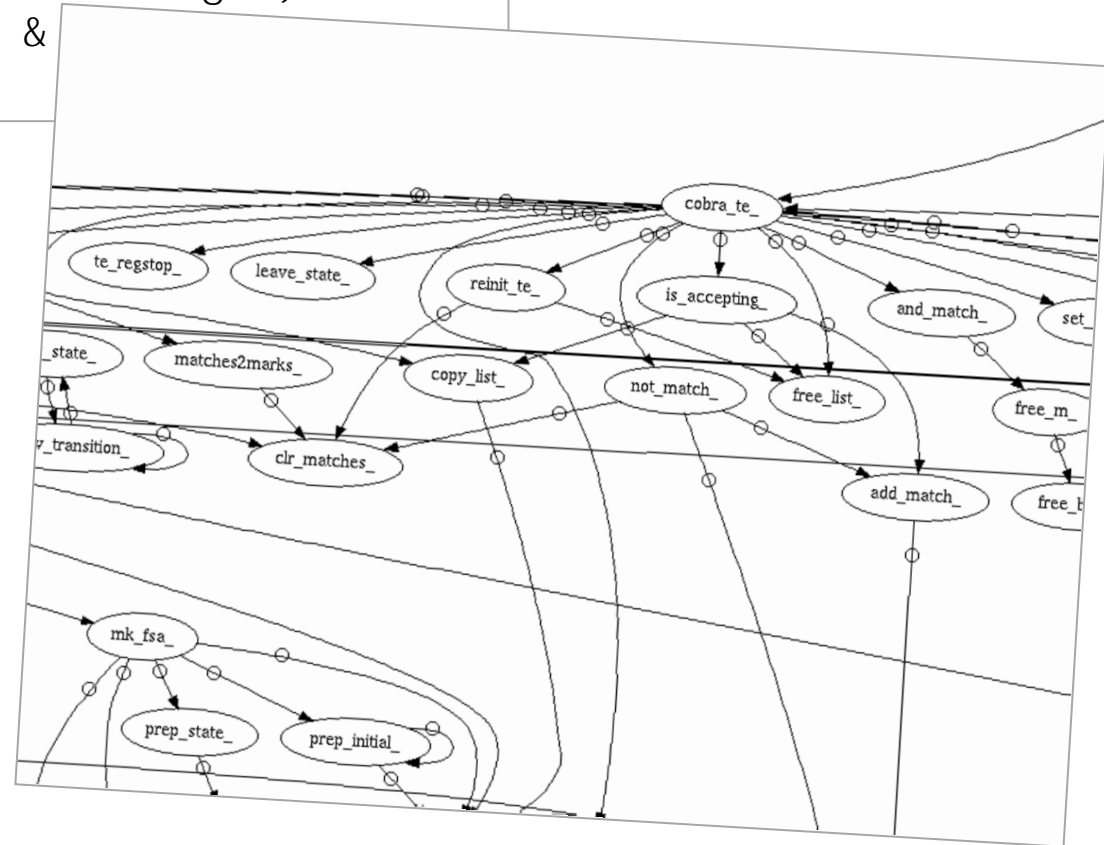 &
cobra_te_
te_regstop_
leave_state_
reinit_te_
is_accepting_
and_match_
set_
_state_
matches2marks_
copy_list_
not_match_
free_list_
free_m_
_transition_
clr_matches_
add_match_
free_b
mk_fsa_
prep_state_
prep_initial_